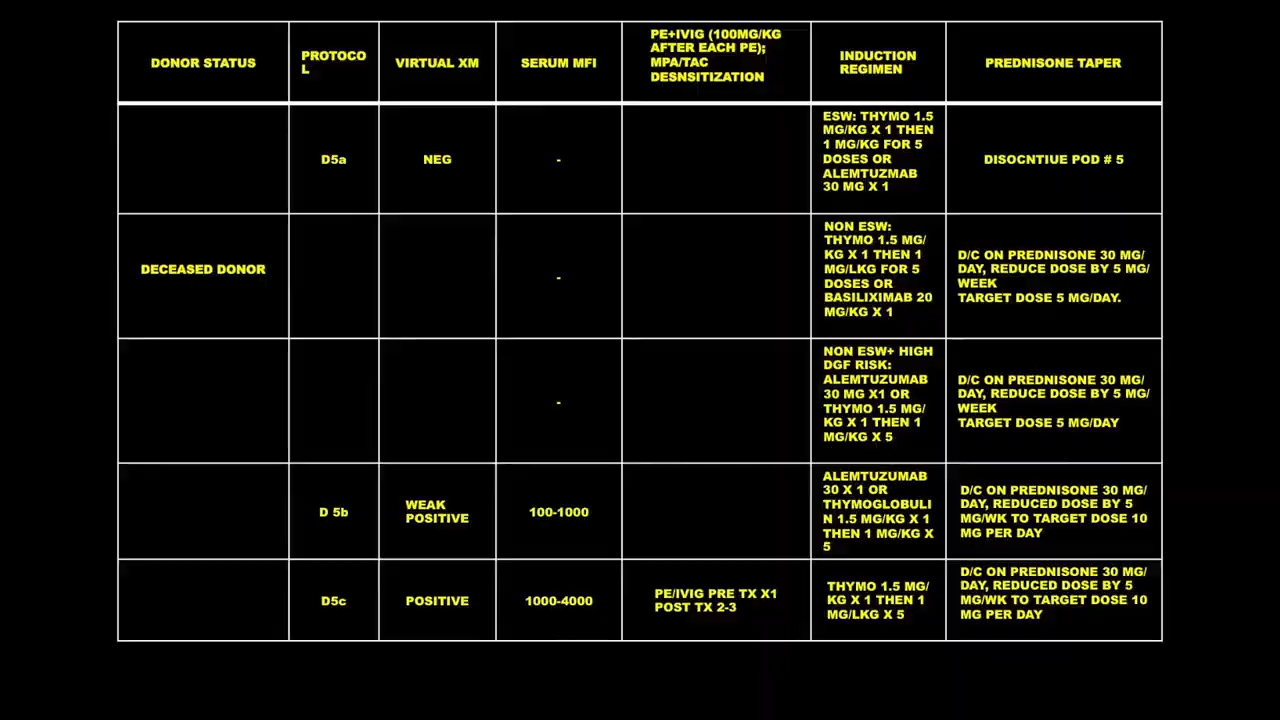 DONOR STATUS
PROTOCO
L
VIRTUAL XM
SERUM MFI
PE+IVIG (100MG/KG
AFTER EACH PE);
MPA/TAC
DESNSITIZATION
INDUCTION
REGIMEN
PREDNISONE TAPER
D5a
NEG
-
ESW: THYMO 1.5
MG/KG X 1 THEN
1 MG/KG FOR 5
DOSES OR
ALEMTUZMAB
30 MG X 1
DISOCNTIUE POD # 5
DECEASED DONOR
-
NON ESW:
THYMO 1.5 MG/
KG X 1 THEN 1
MG/LKG FOR 5
DOSES OR
BASILIXIMAB 20
MG/KG X 1
D/C ON PREDNISONE 30 MG/
DAY, REDUCE DOSE BY 5 MG/
WEEK
TARGET DOSE 5 MG/DAY.
-
NON ESW+ HIGH
DGF RISK:
ALEMTUZUMAB
30 MG X1 OR
THYMO 1.5 MG/
KG X 1 THEN 1
MG/KG X 5
D/C ON PREDNISONE 30 MG/
DAY, REDUCE DOSE BY 5 MG/
WEEK
TARGET DOSE 5 MG/DAY
D 5b
WEAK
POSITIVE
100-1000
ALEMTUZUMAB
30 X 1 OR
THYMOGLOBULI
N 1.5 MG/KG X 1
THEN 1 MG/KG X
5
D/C ON PREDNISONE 30 MG/
DAY, REDUCED DOSE BY 5
MG/WK TO TARGET DOSE 10
MG PER DAY
D5c
POSITIVE
1000-4000
PE/IVIG PRE TX X1
POST TX 2-3
THYMO 1.5 MG/
KG X 1 THEN 1
MG/LKG X 5
D/C ON PREDNISONE 30 MG/
DAY, REDUCED DOSE BY 5
MG/WK TO TARGET DOSE 10
MG PER DAY